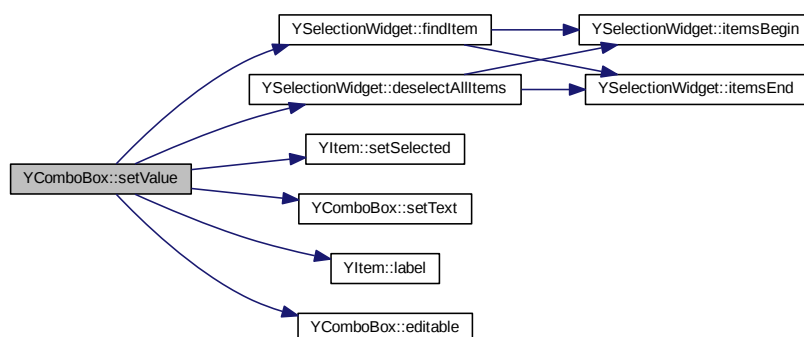 YSelectionWidget::findItem
YSelectionWidget::itemsBegin
YSelectionWidget::deselectAllItems
YSelectionWidget::itemsEnd
YItem::setSelected
YComboBox::setValue
YComboBox::setText
YItem::label
YComboBox::editable